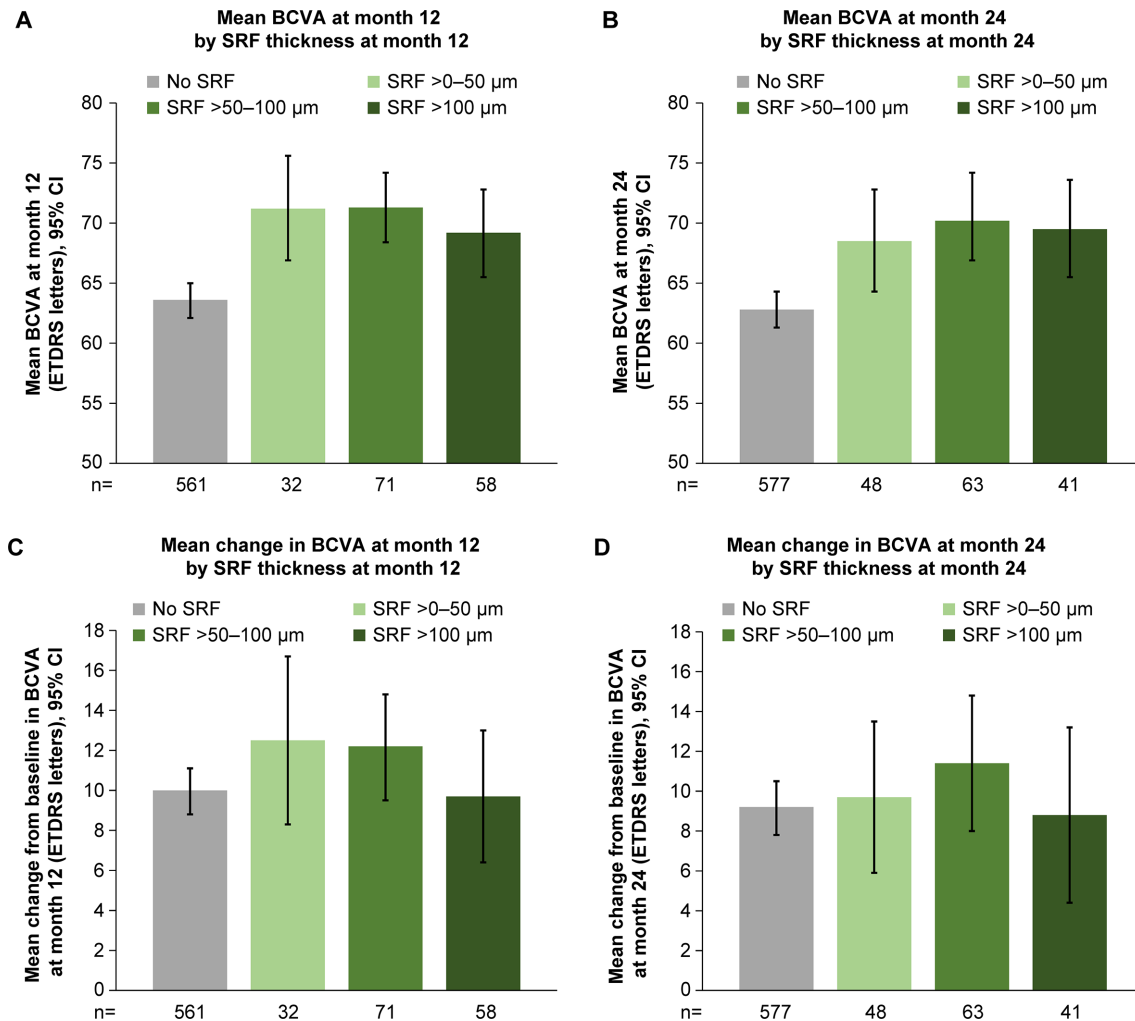 A
Mean BCVA at month 12
by SRF thickness at month 12
No SRF
SRF >0–50 µm
SRF >50–100 µm
SRF >100 µm
Mean BCVA at month 12
(ETDRS letters), 95% CI
80
75
70
65
60
55
50
n= 561 32 71 58
B
Mean BCVA at month 24
by SRF thickness at month 24
No SRF
SRF >0–50 µm
SRF >50–100 µm
SRF >100 µm
Mean BCVA at month 24
(ETDRS letters), 95% CI
80
75
70
65
60
55
50
n= 577 48 63 41
C
Mean change in BCVA at month 12
by SRF thickness at month 12
No SRF
SRF >0–50 µm
SRF >50–100 µm
SRF >100 µm
Mean change from baseline in BCVA
at month 12 (ETDRS letters), 95% CI
18
16
14
12
10
8
6
4
2
0
n= 561 32 71 58
D
Mean change in BCVA at month 24
by SRF thickness at month 24
No SRF
SRF >0–50 µm
SRF >50–100 µm
SRF >100 µm
Mean change from baseline in BCVA
at month 24 (ETDRS letters), 95% CI
18
16
14
12
10
8
6
4
2
0
n= 577 48 63 41